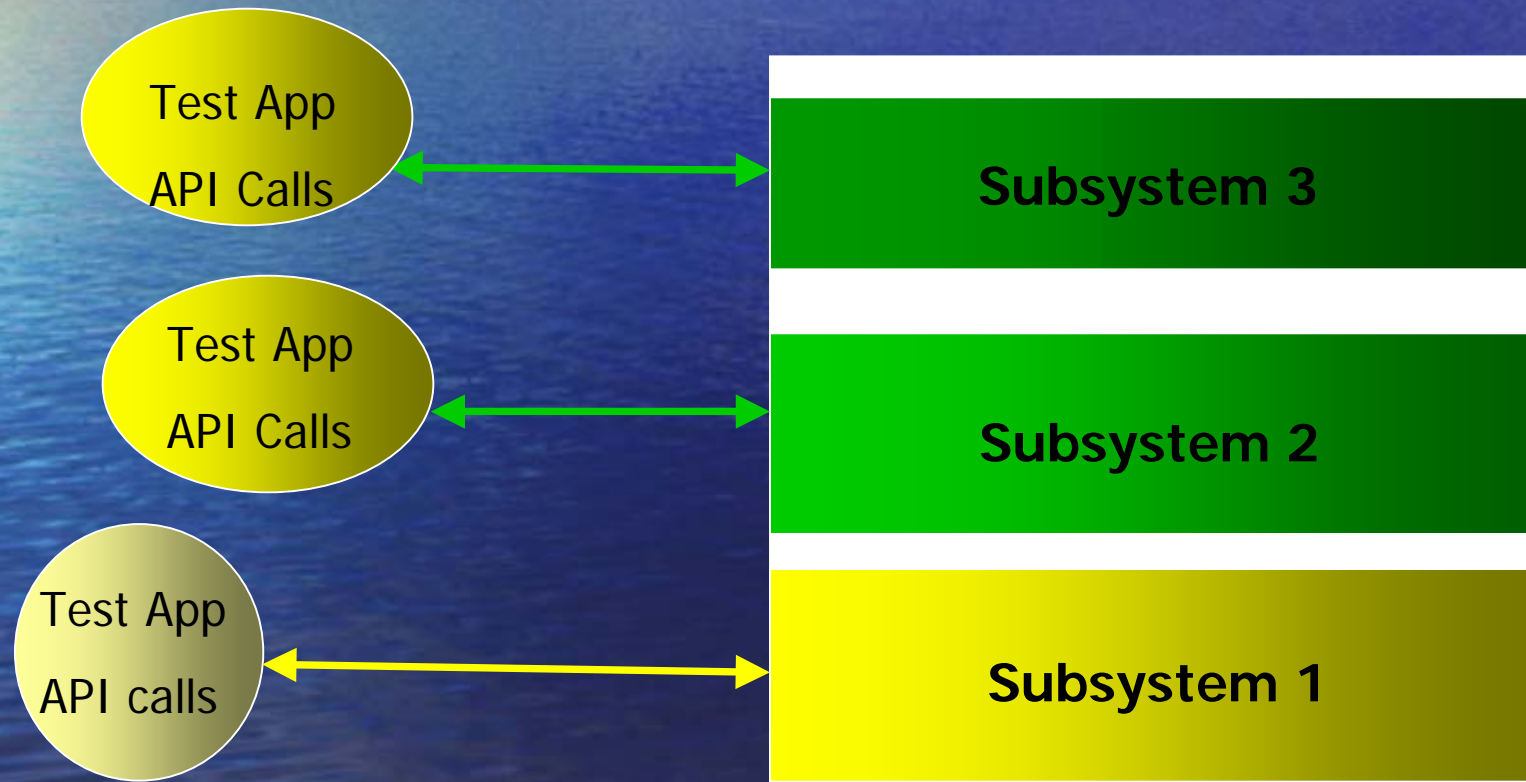 Test App
API Calls
Subsystem 3
Test App
API Calls
Subsystem 2
Test App
API calls
Subsystem 1